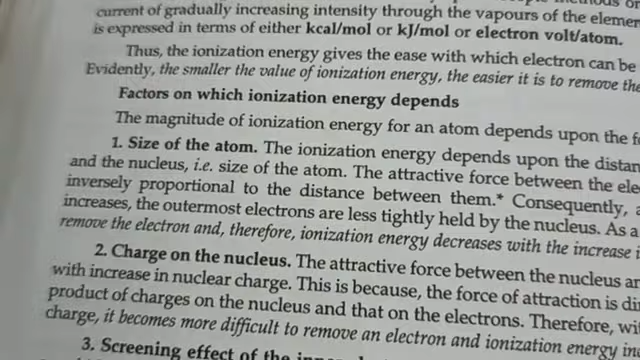 current of gradually increasing intensity through the vapours of the elemen
is expressed in terms of either kcal/mol or kJ/mol or electron volt/atom.
Thus, the ionization energy gives the ease with which electron can be
Evidently, the smaller the value of ionization energy, the easier it is to remove the
Factors on which ionization energy depends
The magnitude of ionization energy for an atom depends upon the f
1. Size of the atom. The ionization energy depends upon the distan
and the nucleus, i.e. size of the atom. The attractive force between the ele
inversely proportional to the distance between them.* Consequently, a
increases, the outermost electrons are less tightly held by the nucleus. As a
remove the electron and, therefore, ionization energy decreases with the increase i
2. Charge on the nucleus. The attractive force between the nucleus an
with increase in nuclear charge. This is because, the force of attraction is di
product of charges on the nucleus and that on the electrons. Therefore, wi
charge, it becomes more difficult to remove an electron and ionization energy in
3. Screening effect of the